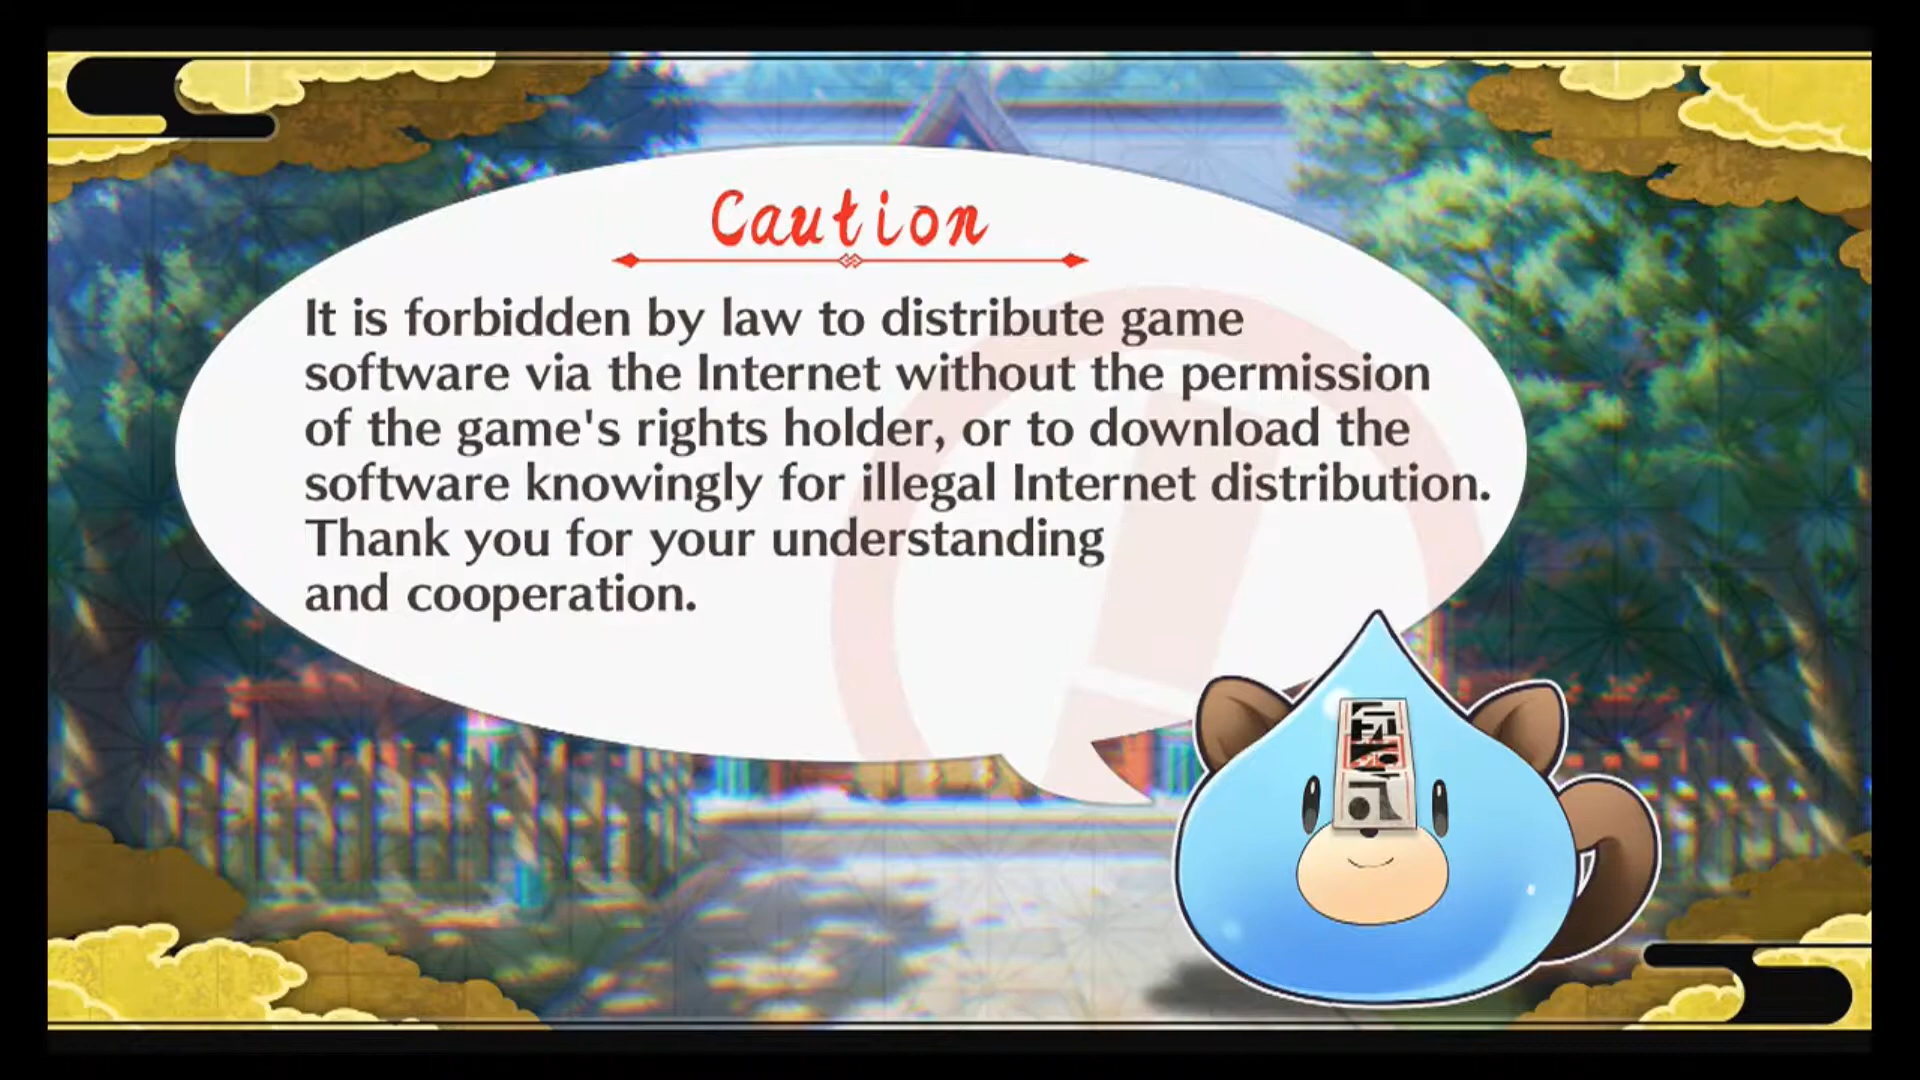 Caution
It is forbidden by law to distribute game
software via the Internet without the permission
of the game's rights holder, or to download the
software knowingly for illegal Internet distribution.
Thank you for your understanding
and cooperation.